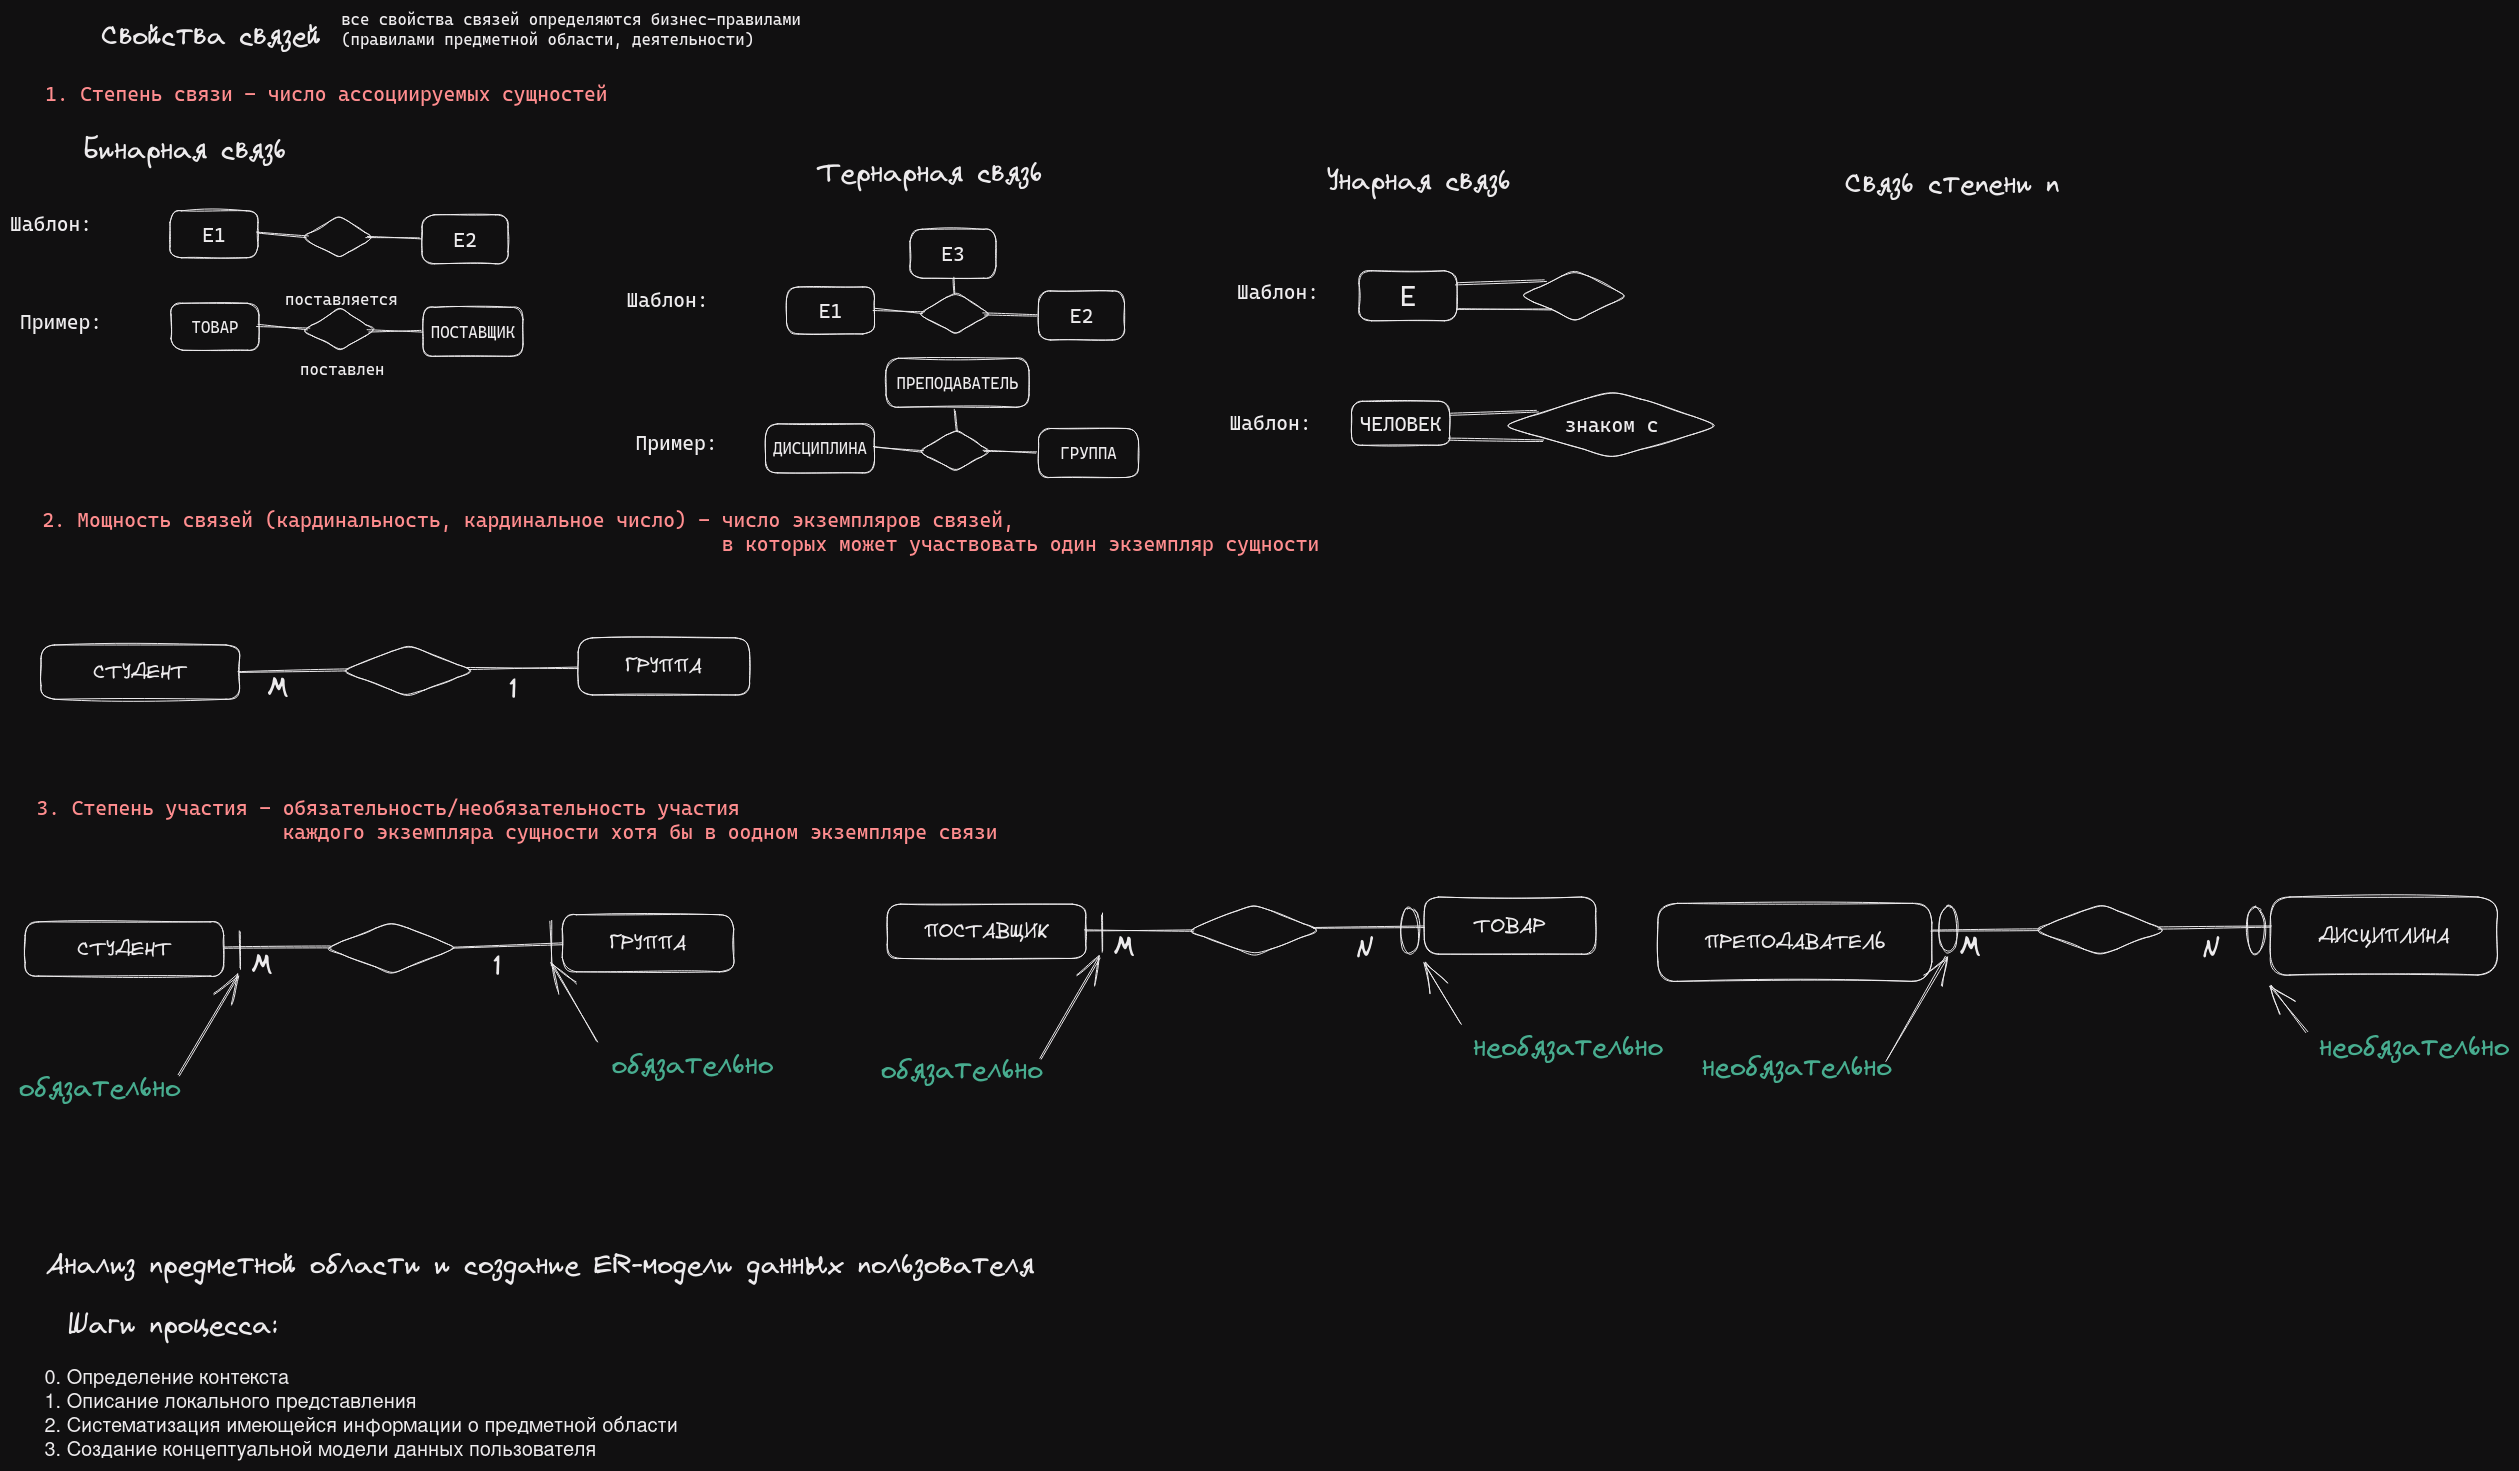 Свойства связей
все свойства связей определяются бизнес-правилами
(правилами предметной области, деятельности)
1. Степень связи - число ассоциируемых сущностей
Бинарная связь
Шаблон:
E1
E2
Пример:
поставляется
ТОВАР
ПОСТАВЩИК
поставлен
Тернарная связь
E3
Шаблон:
E1
E2
ПРЕПОДАВАТЕЛЬ
Пример:
ДИСЦИПЛИНА
ГРУППА
Унарная связь
Шаблон:
E
Шаблон:
ЧЕЛОВЕК
знаком с
Связь степени n
2. Мощность связей (кардинальность, кардинальное число) - число экземпляров связей,
в которых может участвовать один экземпляр сущности
СТУДЕНТ
M
1
ГРУППА
3. Степень участия - обязательность/необязательность участия
каждого экземпляра сущности хотя бы в оодном экземпляре связи
СТУДЕНТ
M
1
ГРУППА
обязательно
обязательно
ПОСТАВЩИК
M
N
ТОВАР
обязательно
необязательно
ПРЕПОДАВАТЕЛЬ
M
N
ДИСЦИПЛИНА
необязательно
необязательно
Анализ предметной области и создание ER-модели данных пользователя
Шаги процесса:
0. Определение контекста
1. Описание локального представления
2. Систематизация имеющейся информации о предметной области
3. Создание концептуальной модели данных пользователя